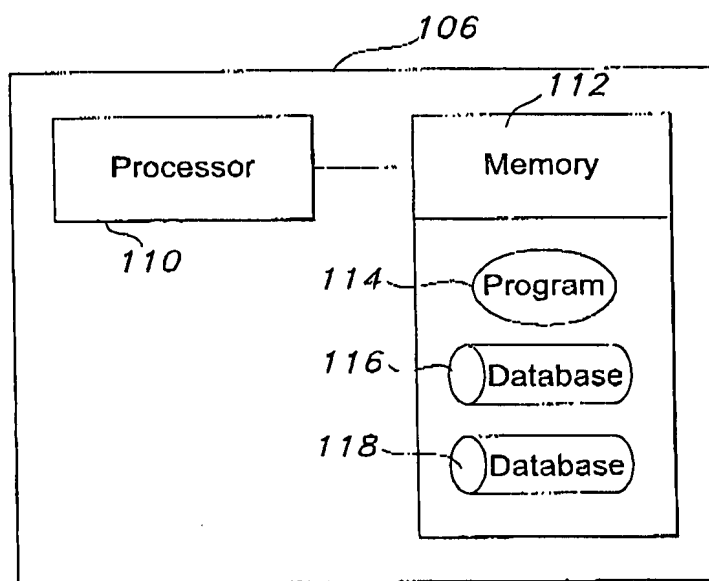 106
112
Processor
Memory
110
114
Program
116
Database
118
Database